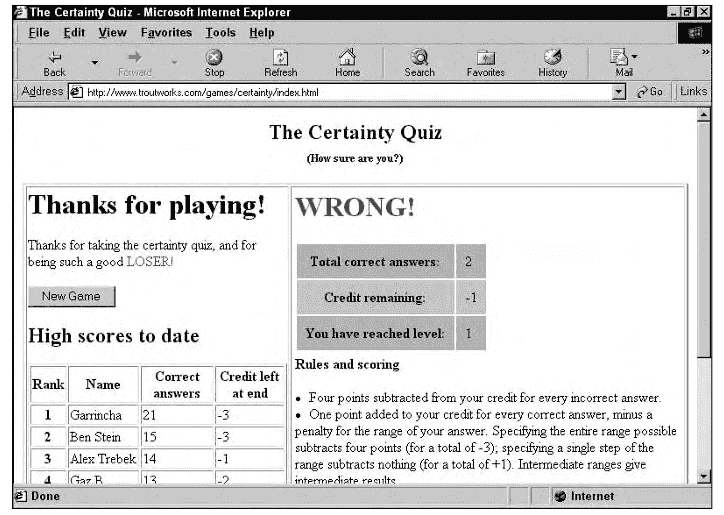 The Certainty Quiz - Microsoft Internet Explorer
File Edit View Favorites Tools Help
Back Forward Stop Refresh Home Search Favorites History Mail »
Address http://www.troutworks.com/games/certainty/index.html Go Links
The Certainty Quiz
(How sure are you?)
Thanks for playing!
Thanks for taking the certainty quiz, and for
being such a good LOSER!
New Game
High scores to date
Rank Name Correct answers Credit left at end
1 Garrincha 21 -3
2 Ben Stein 15 -3
3 Alex Trebek 14 -1
4 Gaz B 13 -2
WRONG!
Total correct answers: 2
Credit remaining: -1
You have reached level: 1
Rules and scoring
• Four points subtracted from your credit for every incorrect answer.
• One point added to your credit for every correct answer, minus a
penalty for the range of your answer. Specifying the entire range possible
subtracts four points (for a total of -3); specifying a single step of the
range subtracts nothing (for a total of +1). Intermediate ranges give
intermediate results
Done Internet